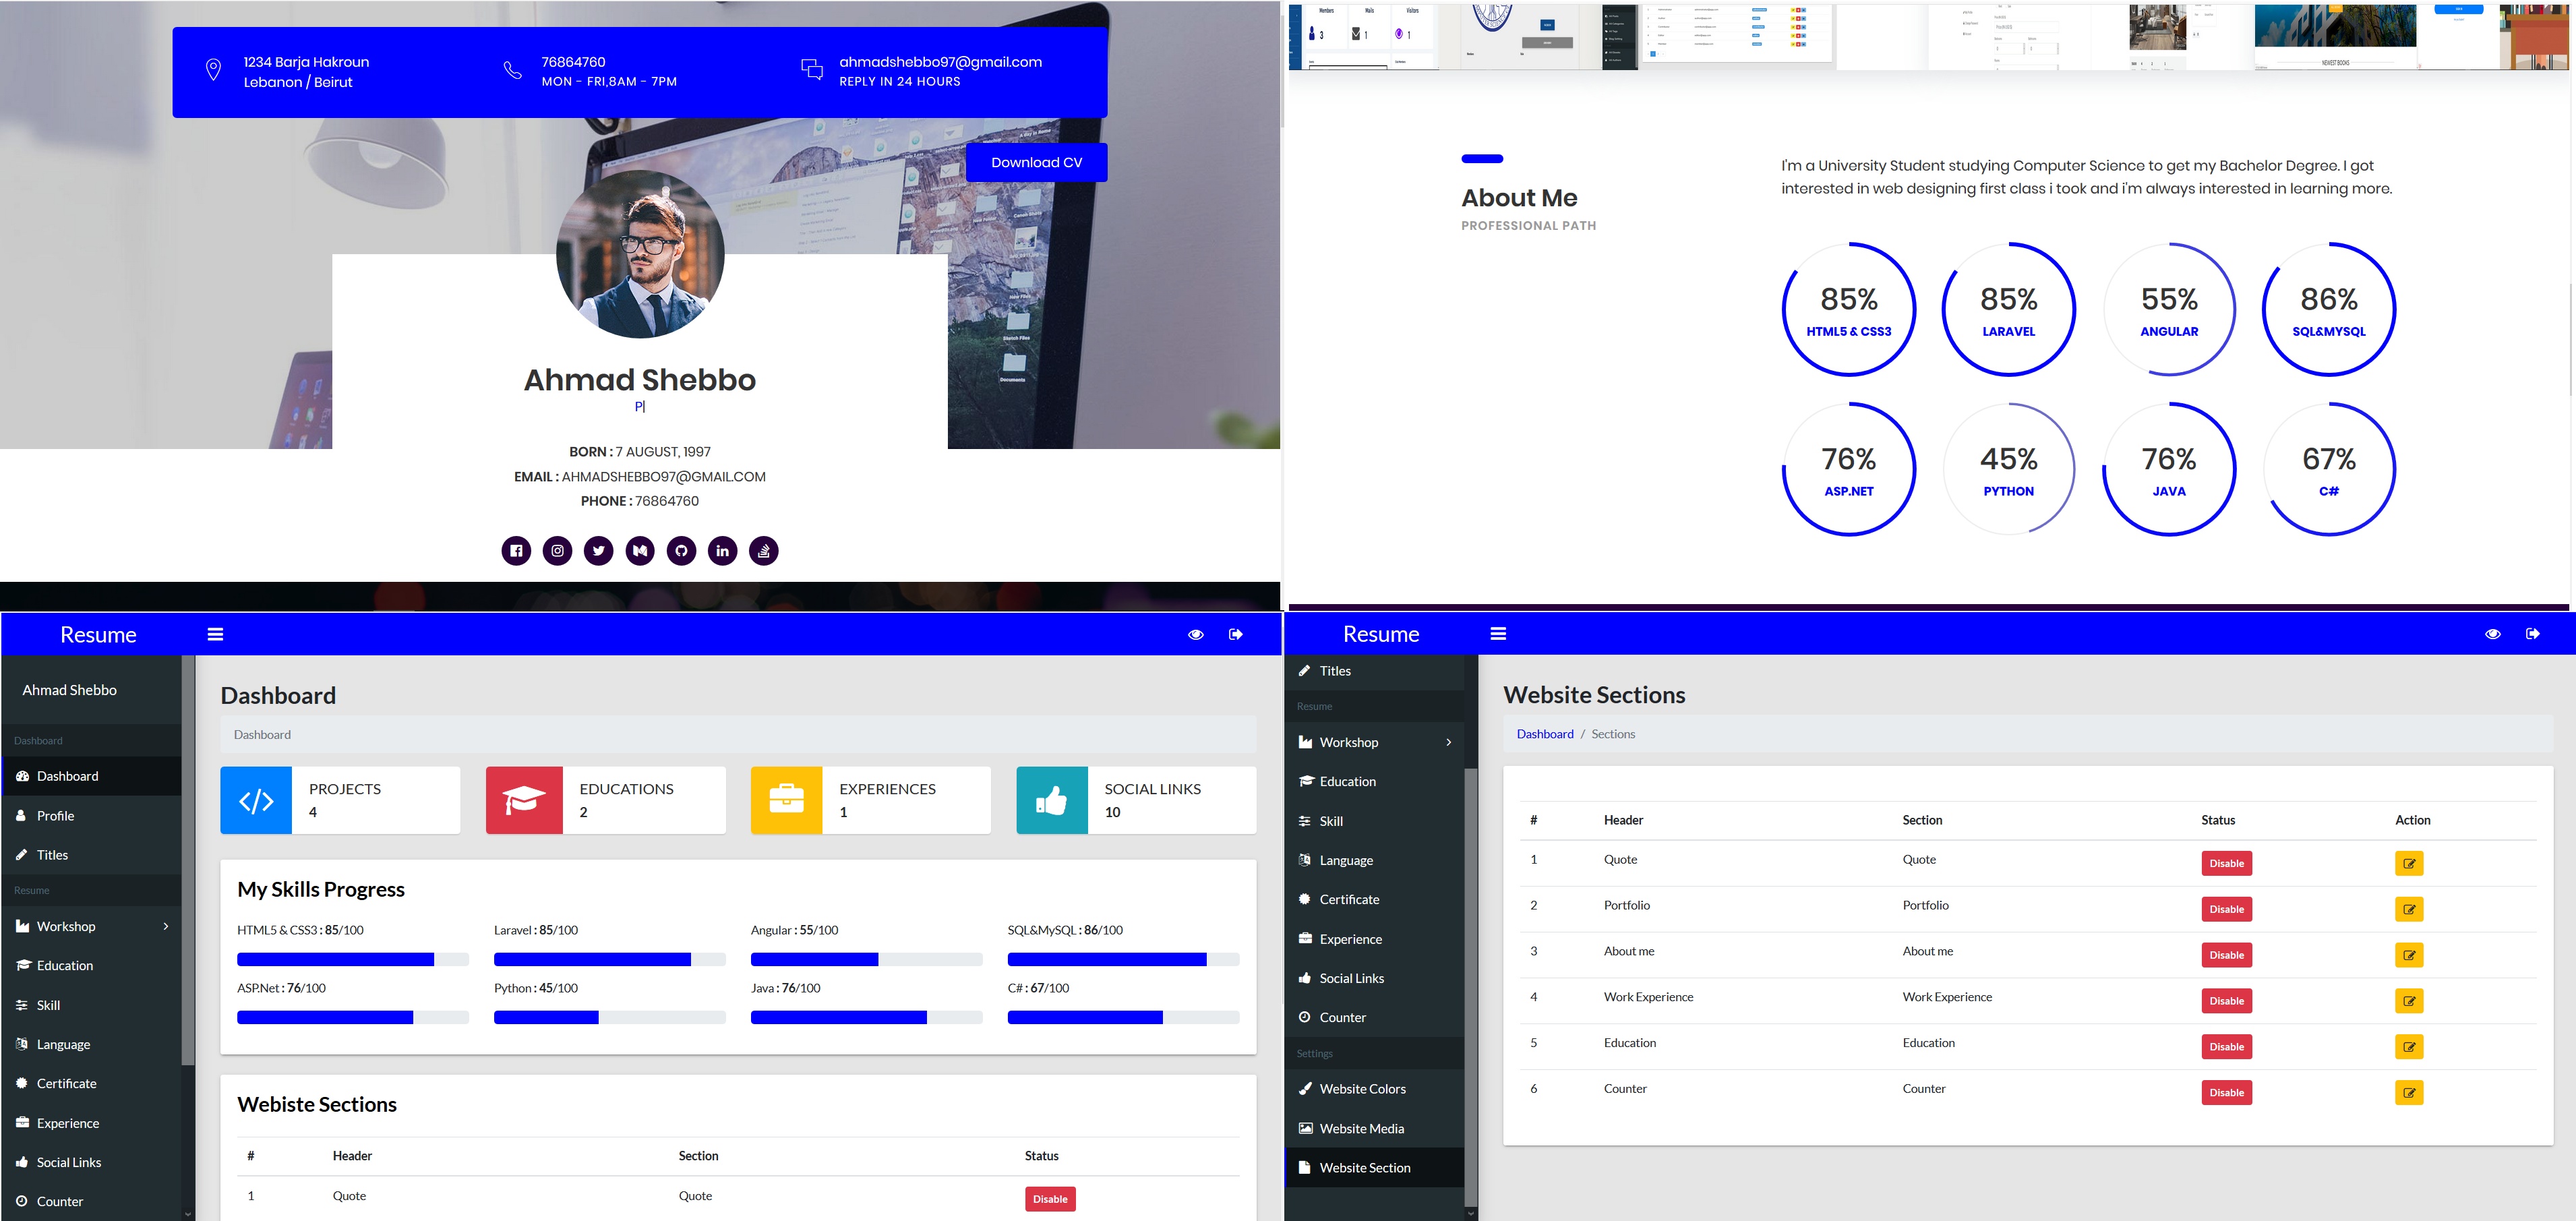 1234 Barja Hakroun
Lebanon / Beirut
76864760
MON - FRI,8AM - 7PM
ahmadshebbo97@gmail.com
REPLY IN 24 HOURS
Download CV
Ahmad Shebbo
P|
BORN : 7 AUGUST, 1997
EMAIL : AHMADSHEBBO97@GMAIL.COM
PHONE : 76864760
Members
Mails
Visitors
3
1
1
NEWEST BOOKS
About Me
PROFESSIONAL PATH
I'm a University Student studying Computer Science to get my Bachelor Degree. I got
interested in web designing first class i took and i'm always interested in learning more.
85%
HTML5 & CSS3
85%
LARAVEL
55%
ANGULAR
86%
SQL&MYSQL
76%
ASP.NET
45%
PYTHON
76%
JAVA
67%
C#
Resume
Ahmad Shebbo
Dashboard
Dashboard
Profile
Titles
Resume
Workshop
Education
Skill
Language
Certificate
Experience
Social Links
Counter
Dashboard
Dashboard
PROJECTS
4
EDUCATIONS
2
EXPERIENCES
1
SOCIAL LINKS
10
My Skills Progress
HTML5 & CSS3 : 85/100
Laravel : 85/100
Angular : 55/100
SQL&MySQL : 86/100
ASP.Net : 76/100
Python : 45/100
Java : 76/100
C# : 67/100
Webiste Sections
# Header Section Status
1 Quote Quote Disable
Resume
Titles
Resume
Workshop
Education
Skill
Language
Certificate
Experience
Social Links
Counter
Settings
Website Colors
Website Media
Website Section
Website Sections
Dashboard / Sections
# Header Section Status Action
1 Quote Quote Disable
2 Portfolio Portfolio Disable
3 About me About me Disable
4 Work Experience Work Experience Disable
5 Education Education Disable
6 Counter Counter Disable